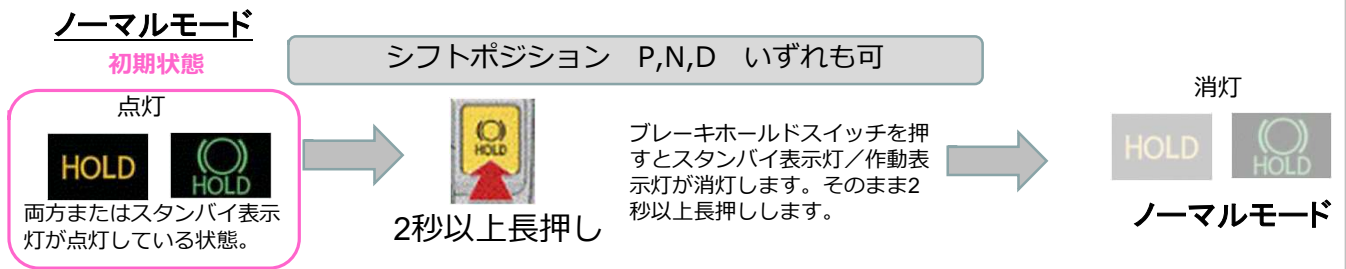 ノーマルモード
初期状態
シフトポジション　P,N,D　いずれも可
点灯
HOLD
HOLD
両方またはスタンバイ表示
灯が点灯している状態。
HOLD
2秒以上長押し
ブレーキホールドスイッチを押
すとスタンバイ表示灯／作動表
示灯が消灯します。そのまま2
秒以上長押しします。
消灯
HOLD
HOLD
ノーマルモード